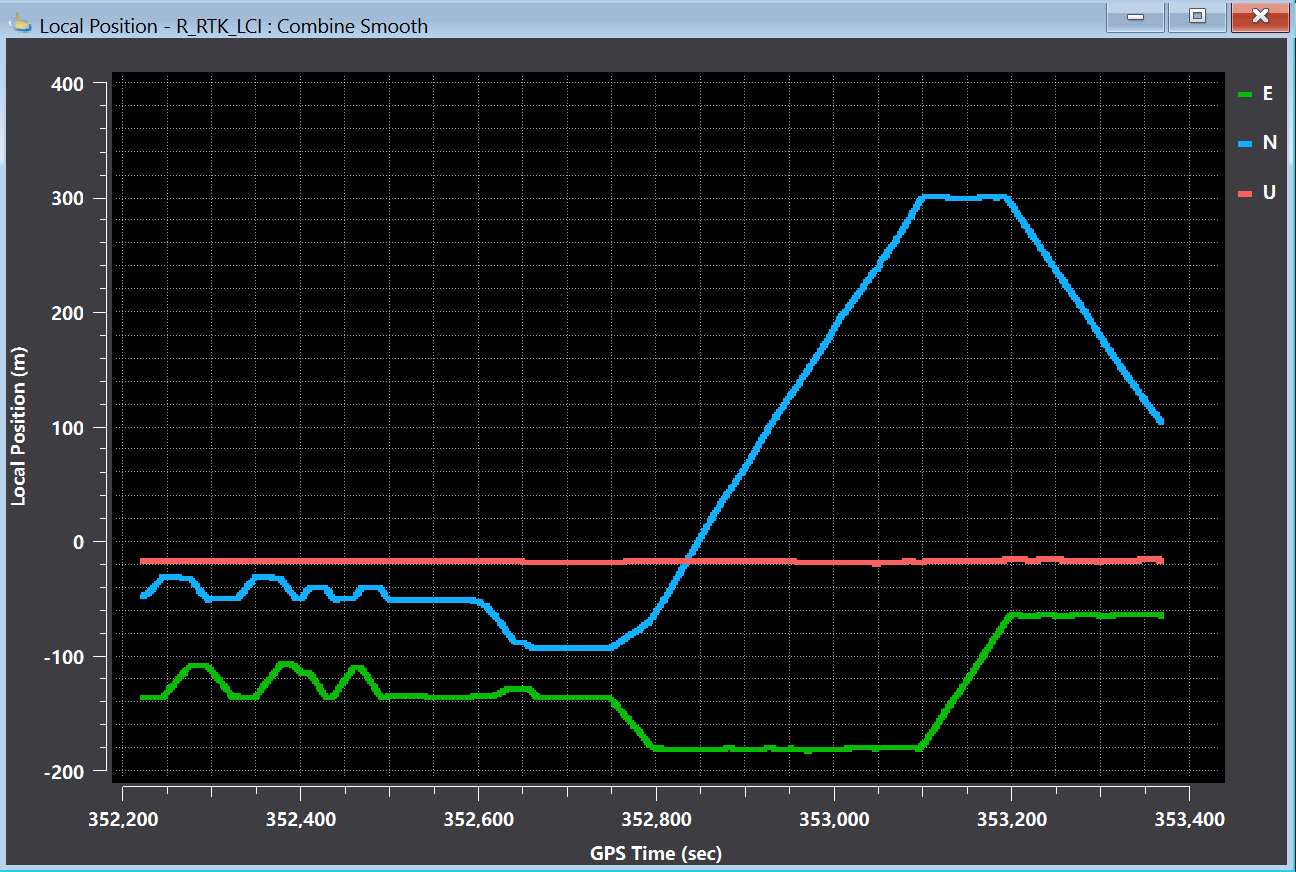 Local Position - R_RTK_LCI : Combine Smooth
400
300
200
100
0
-100
-200
Local Position (m)
352,200 352,400 352,600 352,800 353,000 353,200 353,400
GPS Time (sec)
E
N
U